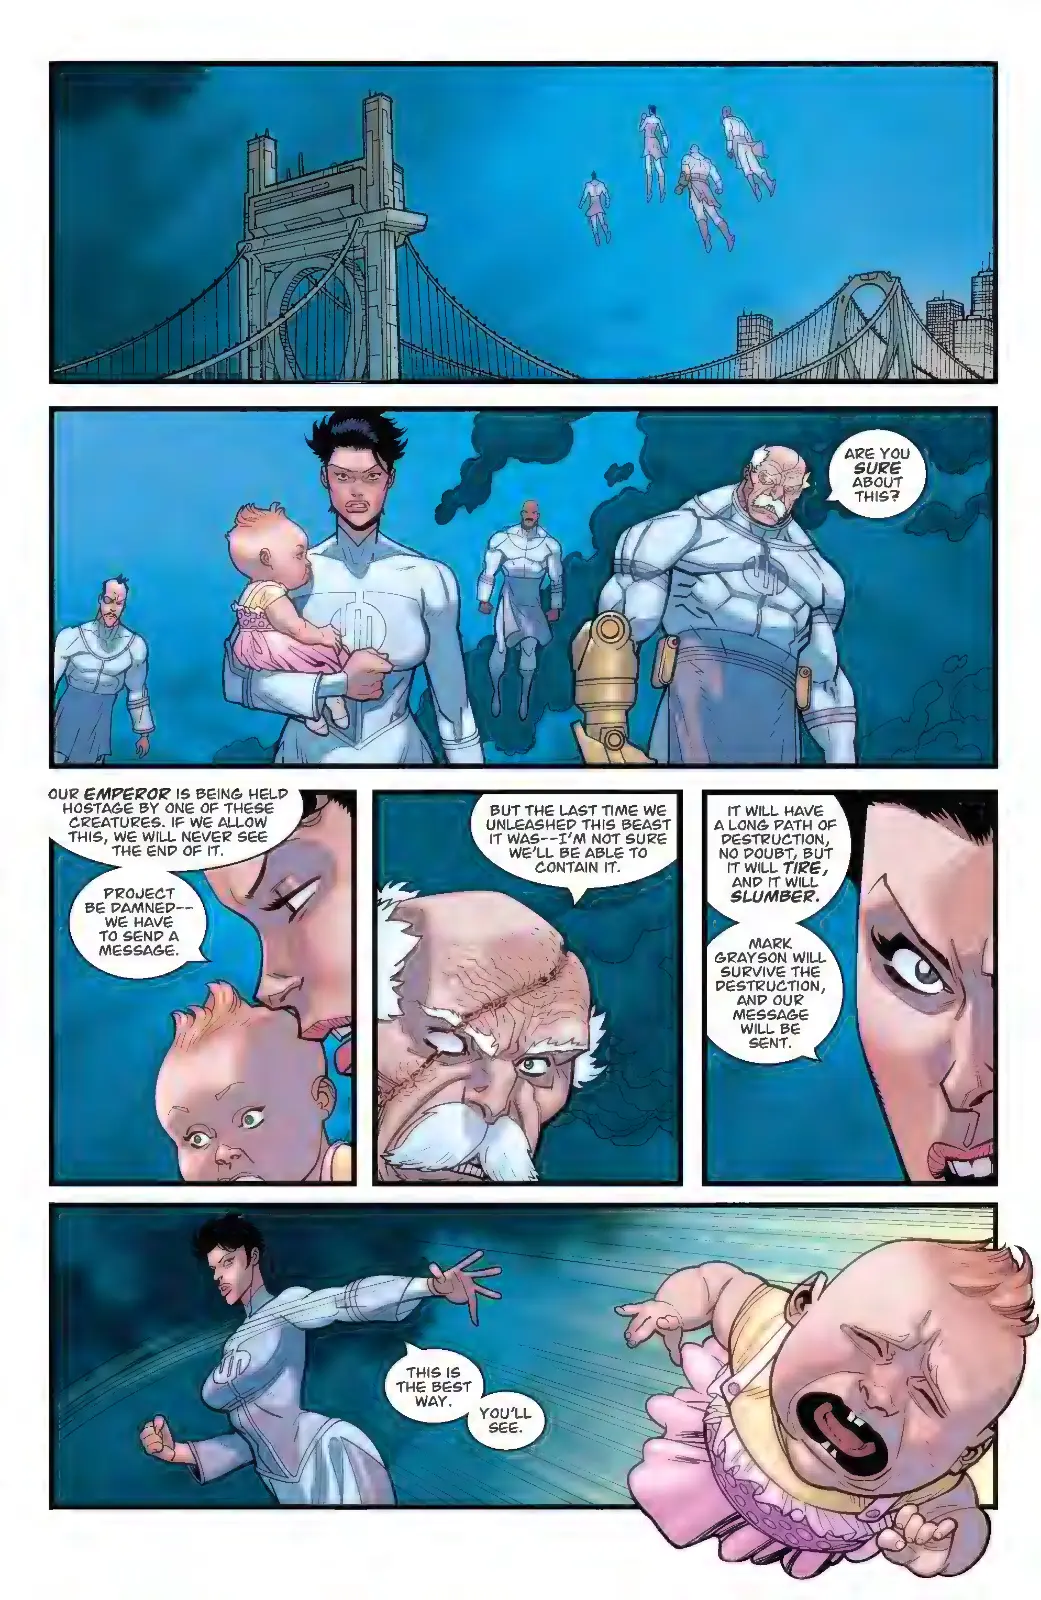 ARE YOU
SURE
ABOUT
THIS?
OUR EMPEROR IS BEING HELD
HOSTAGE BY ONE OF THESE
CREATURES. IF WE ALLOW
THIS, WE WILL NEVER SEE
THE END OF IT.
PROJECT
BE DAMNED--
WE HAVE
TO SEND A
MESSAGE.
BUT THE LAST TIME WE
UNLEASHED THIS BEAST
IT WAS--I'M NOT SURE
WE'LL BE ABLE TO
CONTAIN IT.
IT WILL HAVE
A LONG PATH OF
DESTRUCTION,
NO DOUBT, BUT
IT WILL TIRE,
AND IT WILL
SLUMBER.
MARK
GRAYSON WILL
SURVIVE THE
DESTRUCTION,
AND OUR
MESSAGE
WILL BE
SENT.
THIS IS
THE BEST
WAY.
YOU'LL
SEE.